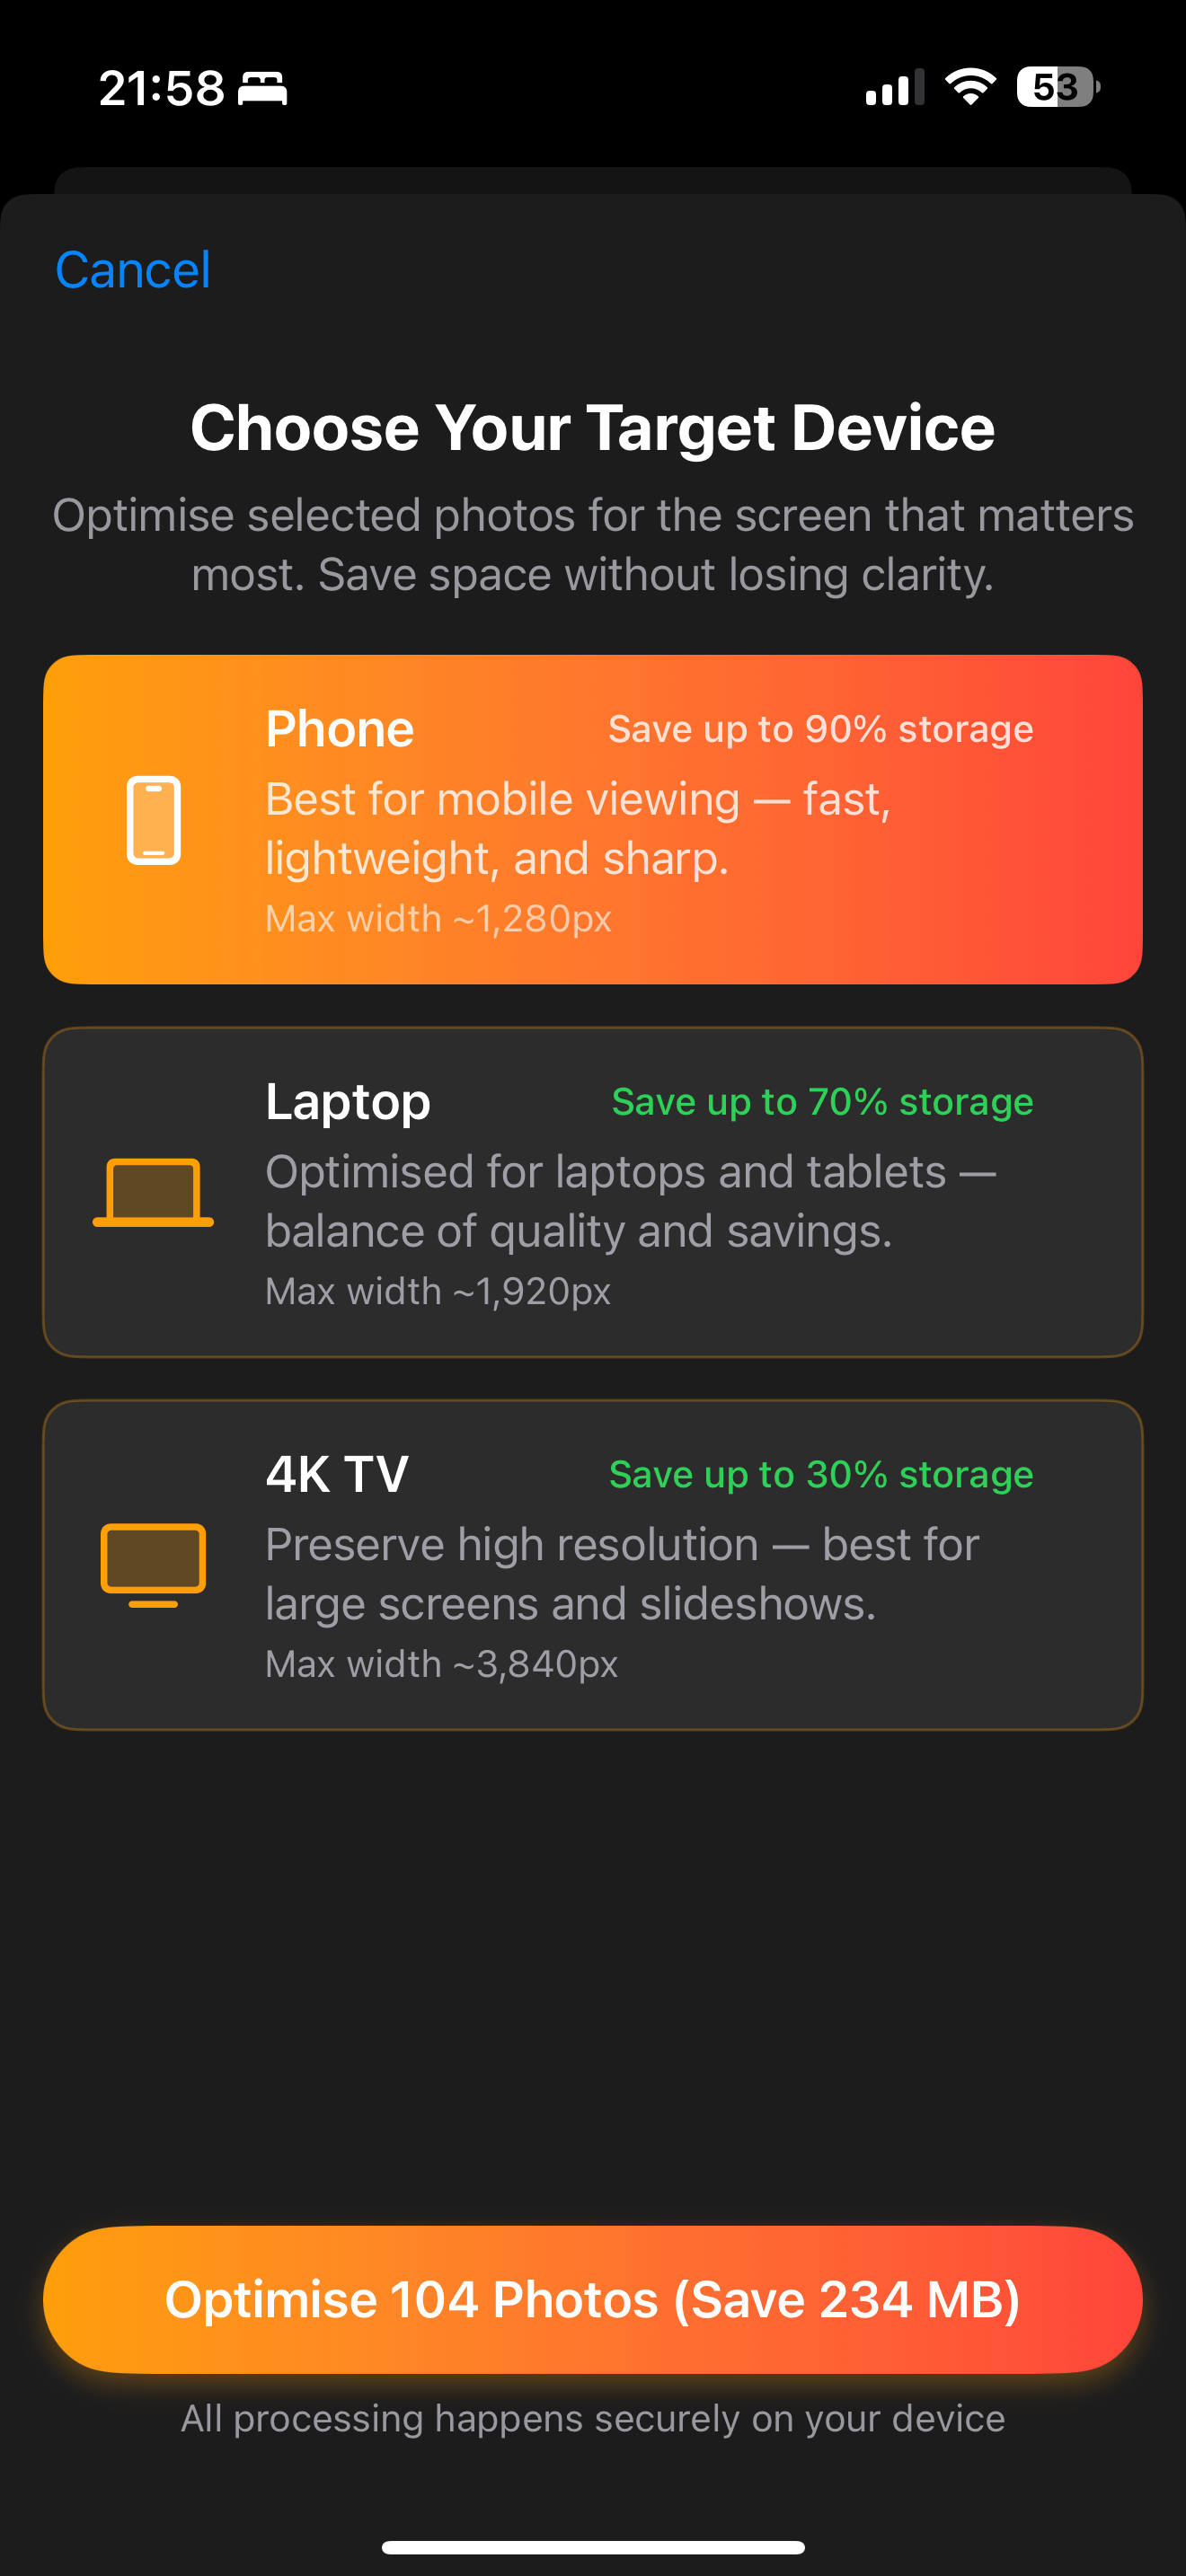 21:58
53
Cancel
Choose Your Target Device
Optimise selected photos for the screen that matters
most. Save space without losing clarity.
Phone
Save up to 90% storage
Best for mobile viewing — fast,
lightweight, and sharp.
Max width ~1,280px
Laptop
Save up to 70% storage
Optimised for laptops and tablets —
balance of quality and savings.
Max width ~1,920px
4K TV
Save up to 30% storage
Preserve high resolution — best for
large screens and slideshows.
Max width ~3,840px
Optimise 104 Photos (Save 234 MB)
All processing happens securely on your device